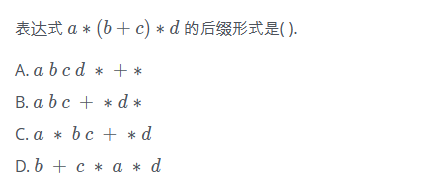 表达式 a * (b + c) * d 的后缀形式是( ).
A. a b c d * + *
B. a b c + * d *
C. a * b c + * d
D. b + c * a * d